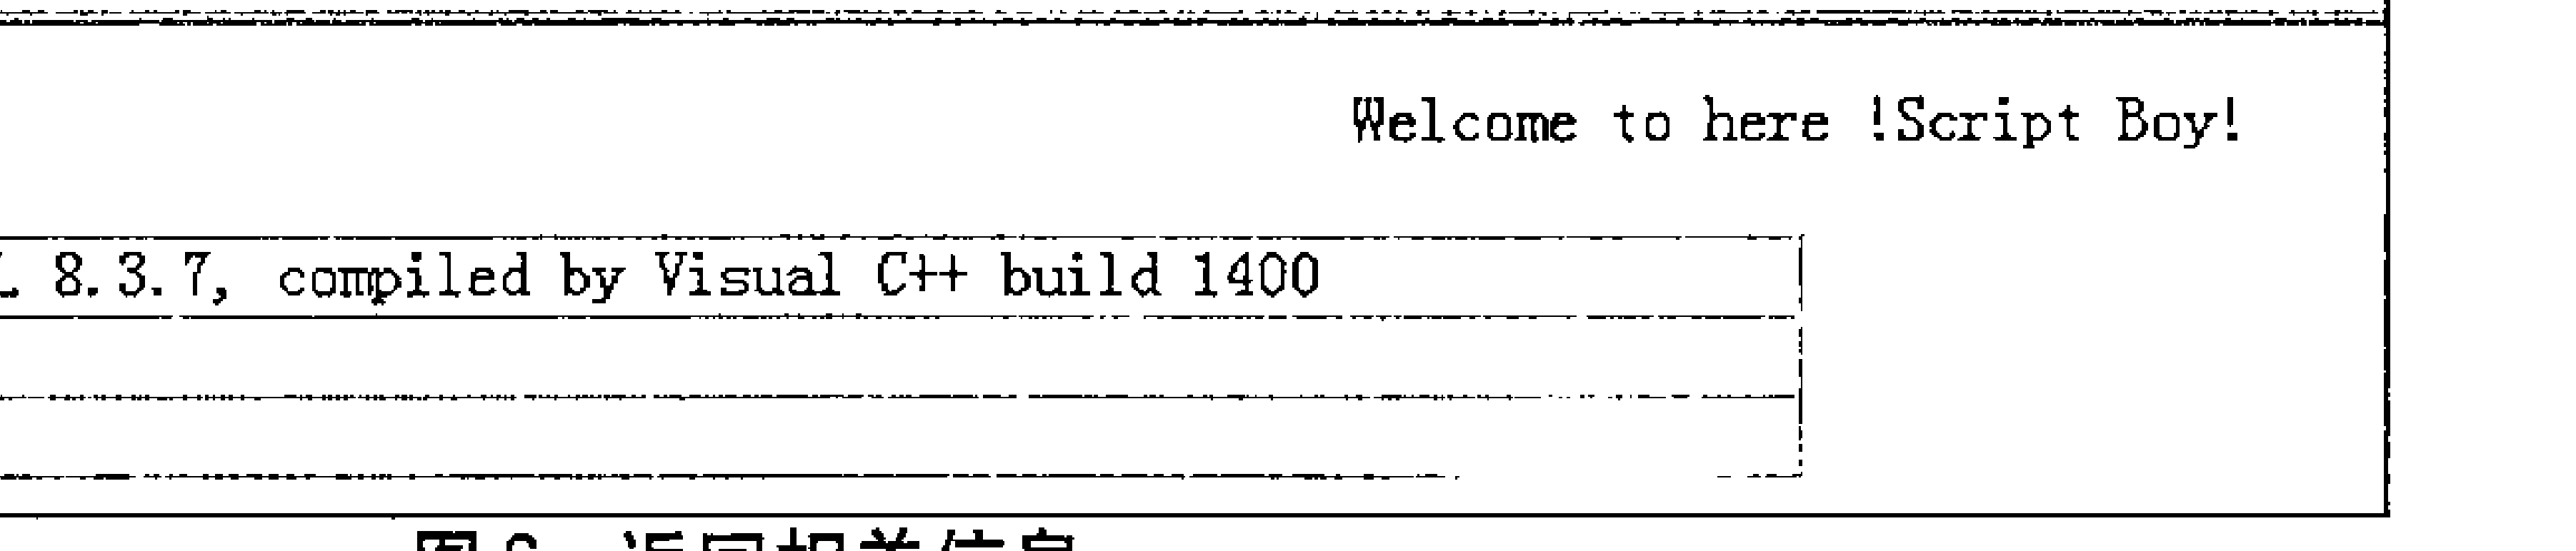 Welcome to here !Script Boy!
8.3.7, compiled by Visual C++ build 1400